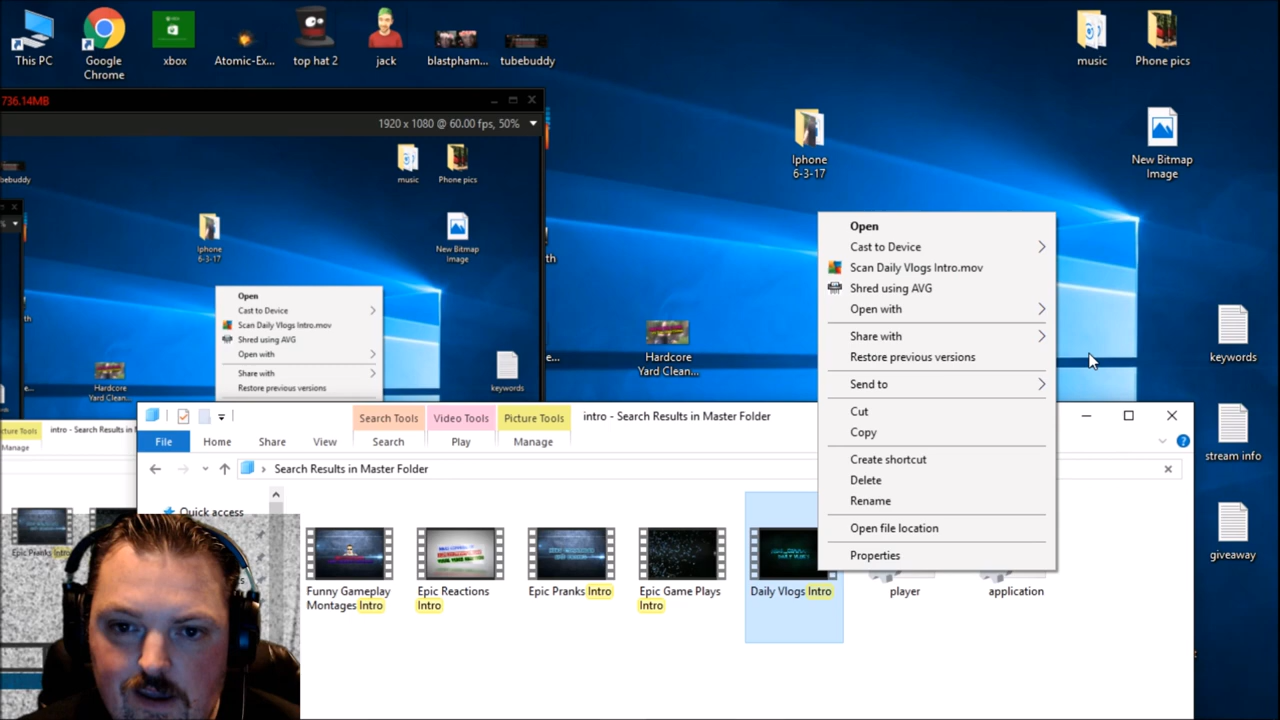 This PC
Google
Chrome
xbox
Atomic-Ex...
top hat 2
jack
blastpham...
tubebuddy
music
Phone pics
736.14MB
1920 x 1080 @ 60.00 fps, 50%
ebuddy
music
Phone pics
Iphone
6-3-17
New Bitmap
Image
Iphone
6-3-17
New Bitmap
Image
th
Open
Cast to Device
Scan Daily Vlogs Intro.mov
Shred using AVG
Open with
Share with
Restore previous versions
th
e...
Hardcore
Yard Clean...
keywords
e...
Hardcore
Yard Clean...
Open
Cast to Device
Scan Daily Vlogs Intro.mov
Shred using AVG
Open with
Share with
Restore previous versions
Send to
Cut
Copy
Create shortcut
Delete
Rename
Open file location
Properties
keywords
stream info
giveaway
cture Tools
intro - Search Results in Master F
Manage
Search Tools
Video Tools
Picture Tools
intro - Search Results in Master Folder
File
Home
Share
View
Search
Play
Manage
Search Results in Master Folder
Quick access
Epic Pranks Intro
Funny Gameplay
Montages Intro
Epic Reactions
Intro
Epic Pranks Intro
Epic Game Plays
Intro
Daily Vlogs Intro
player
application